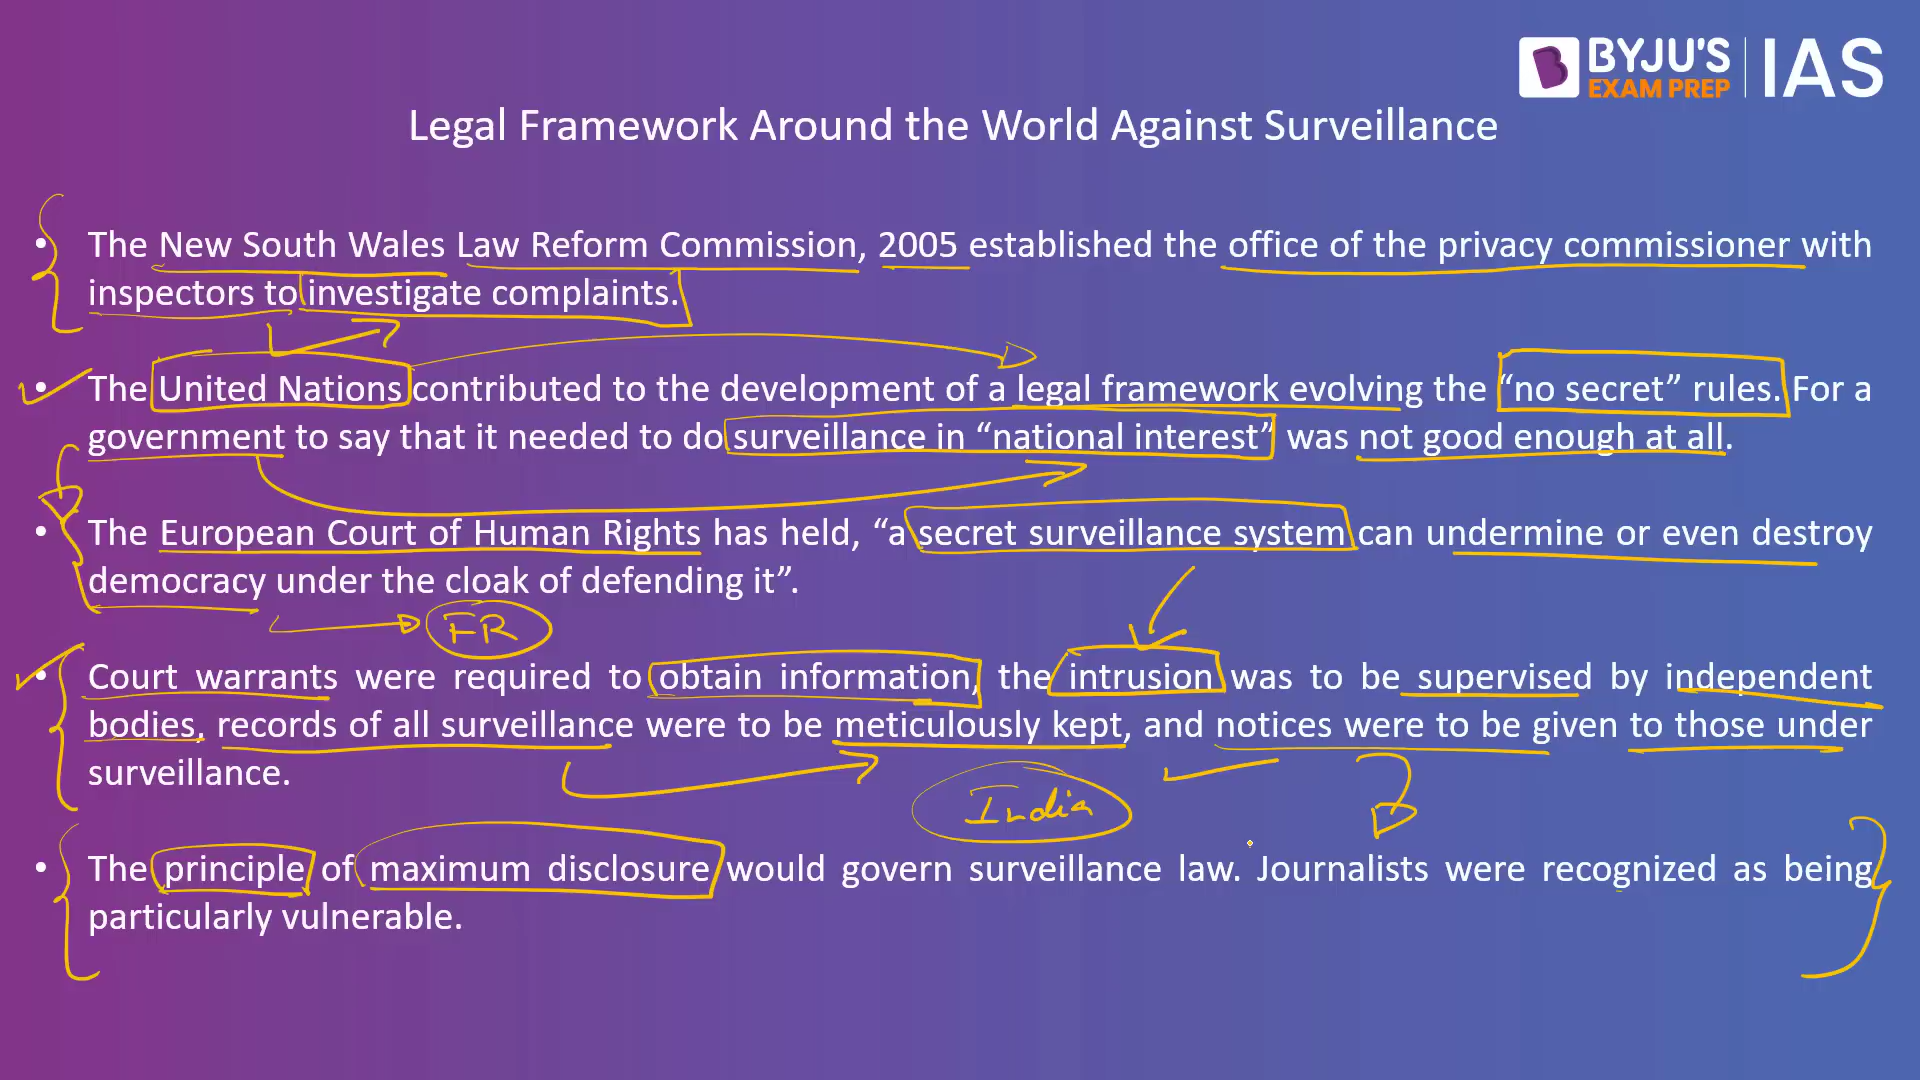 BYJU'S
EXAM PREP
IAS
Legal Framework Around the World Against Surveillance
• The New South Wales Law Reform Commission, 2005 established the office of the privacy commissioner with
inspectors to investigate complaints.
• The United Nations contributed to the development of a legal framework evolving the “no secret” rules. For a
government to say that it needed to do surveillance in “national interest” was not good enough at all.
• The European Court of Human Rights has held, “a secret surveillance system can undermine or even destroy
democracy under the cloak of defending it”.
FR
• Court warrants were required to obtain information, the intrusion was to be supervised by independent
bodies, records of all surveillance were to be meticulously kept, and notices were to be given to those under
surveillance.
India
• The principle of maximum disclosure would govern surveillance law. Journalists were recognized as being
particularly vulnerable.